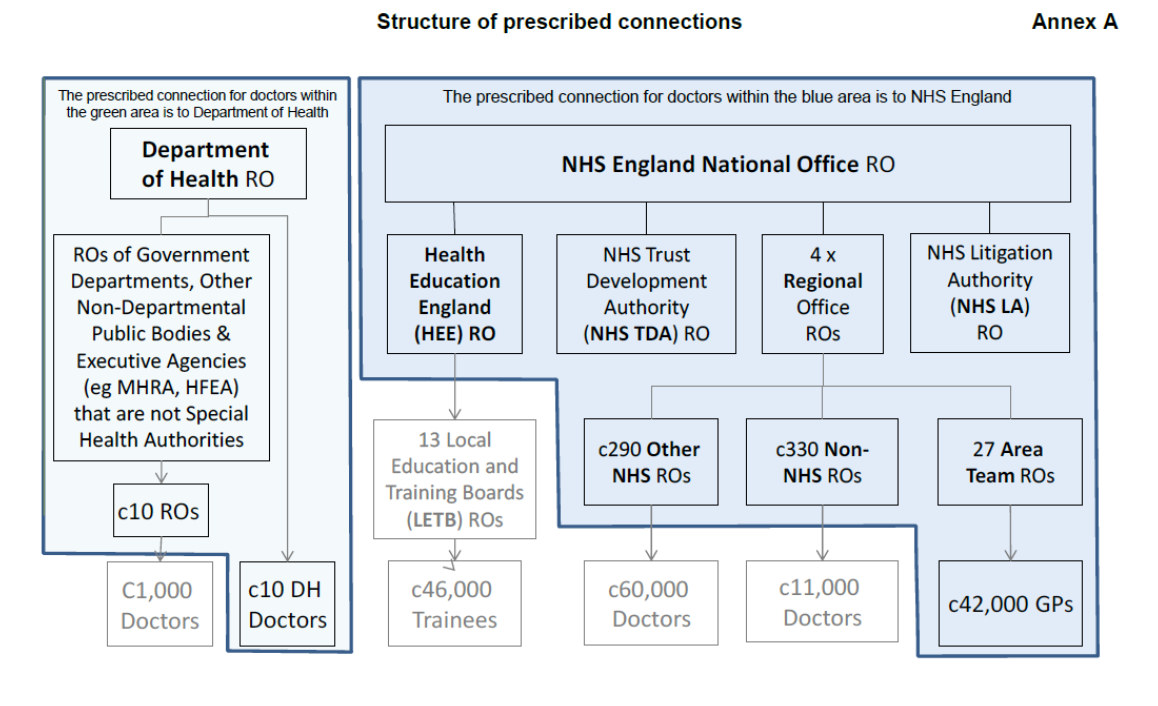 Structure of prescribed connections
Annex A
The prescribed connection for doctors within
the green area is to Department of Health
Department
of Health RO
ROs of Government
Departments, Other
Non-Departmental
Public Bodies &
Executive Agencies
(eg MHRA, HFEA)
that are not Special
Health Authorities
c10 ROs
C1,000
Doctors
c10 DH
Doctors
The prescribed connection for doctors within the blue area is to NHS England
NHS England National Office RO
Health
Education
England
(HEE) RO
NHS Trust
Development
Authority
(NHS TDA) RO
4 x
Regional
Office
ROs
NHS Litigation
Authority
(NHS LA)
RO
13 Local
Education and
Training Boards
(LETB) ROs
c290 Other
NHS ROs
c330 Non-
NHS ROs
27 Area
Team ROs
c46,000
Trainees
c60,000
Doctors
c11,000
Doctors
c42,000 GPs